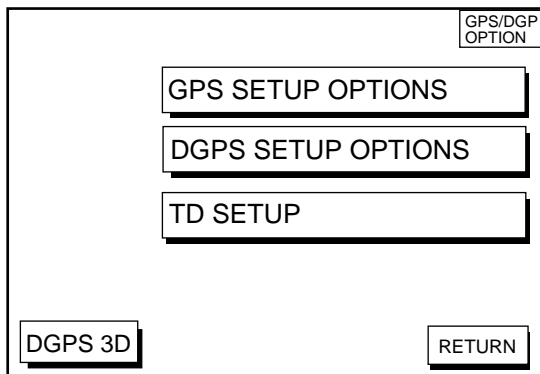 GPS/DGP
OPTION
GPS SETUP OPTIONS
DGPS SETUP OPTIONS
TD SETUP
DGPS 3D
RETURN